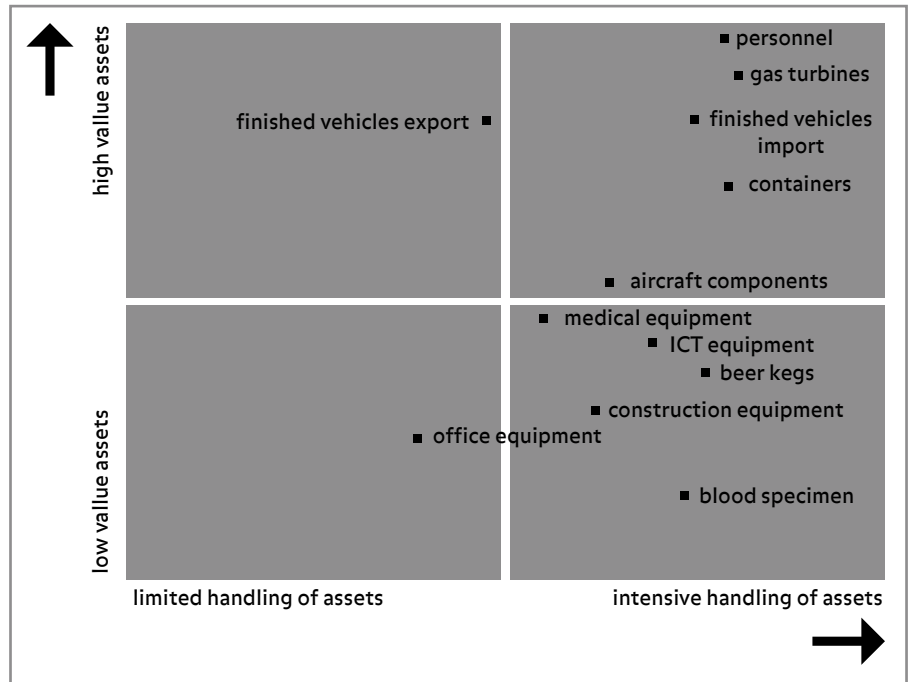 high vallue assets
personnel
gas turbines
finished vehicles export
finished vehicles
import
containers
aircraft components
low vallue assets
medical equipment
ICT equipment
beer kegs
construction equipment
office equipment
blood specimen
limited handling of assets
intensive handling of assets